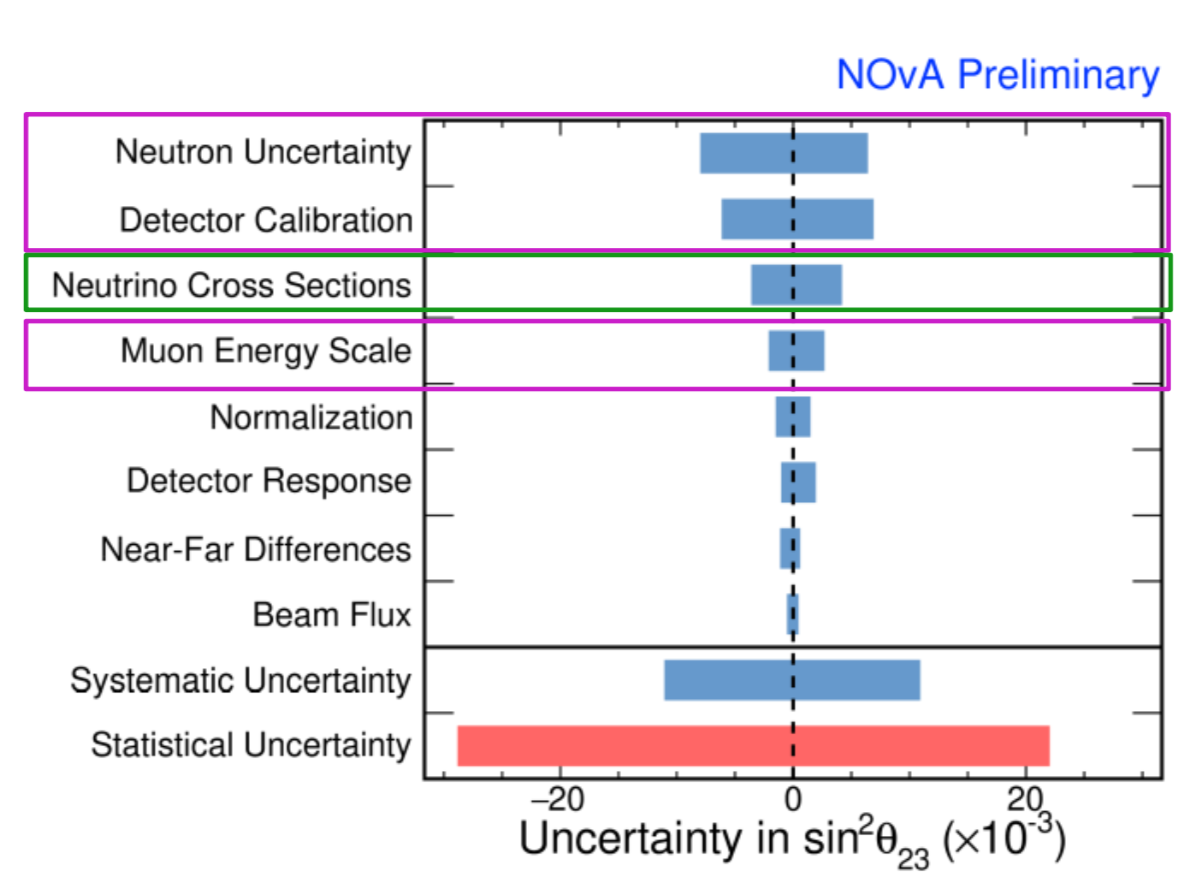 NOvA Preliminary
Neutron Uncertainty
Detector Calibration
Neutrino Cross Sections
Muon Energy Scale
Normalization
Detector Response
Near-Far Differences
Beam Flux
Systematic Uncertainty
Statistical Uncertainty
−20 0 20
Uncertainty in sin²θ₂₃ (×10⁻³)